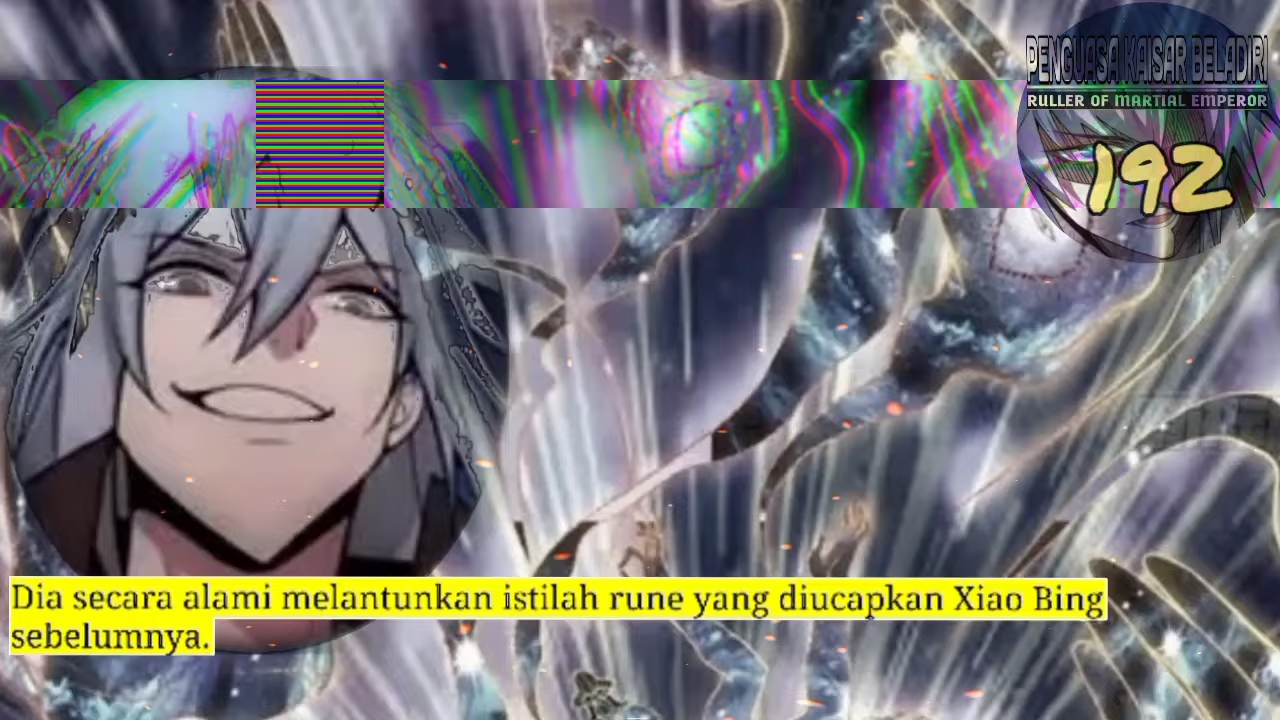 PENGUASA KAISAR BELADIRI
RULLER OF MARTIAL EMPEROR
192
Dia secara alami melantunkan istilah rune yang diucapkan Xiao Bing
sebelumnya.